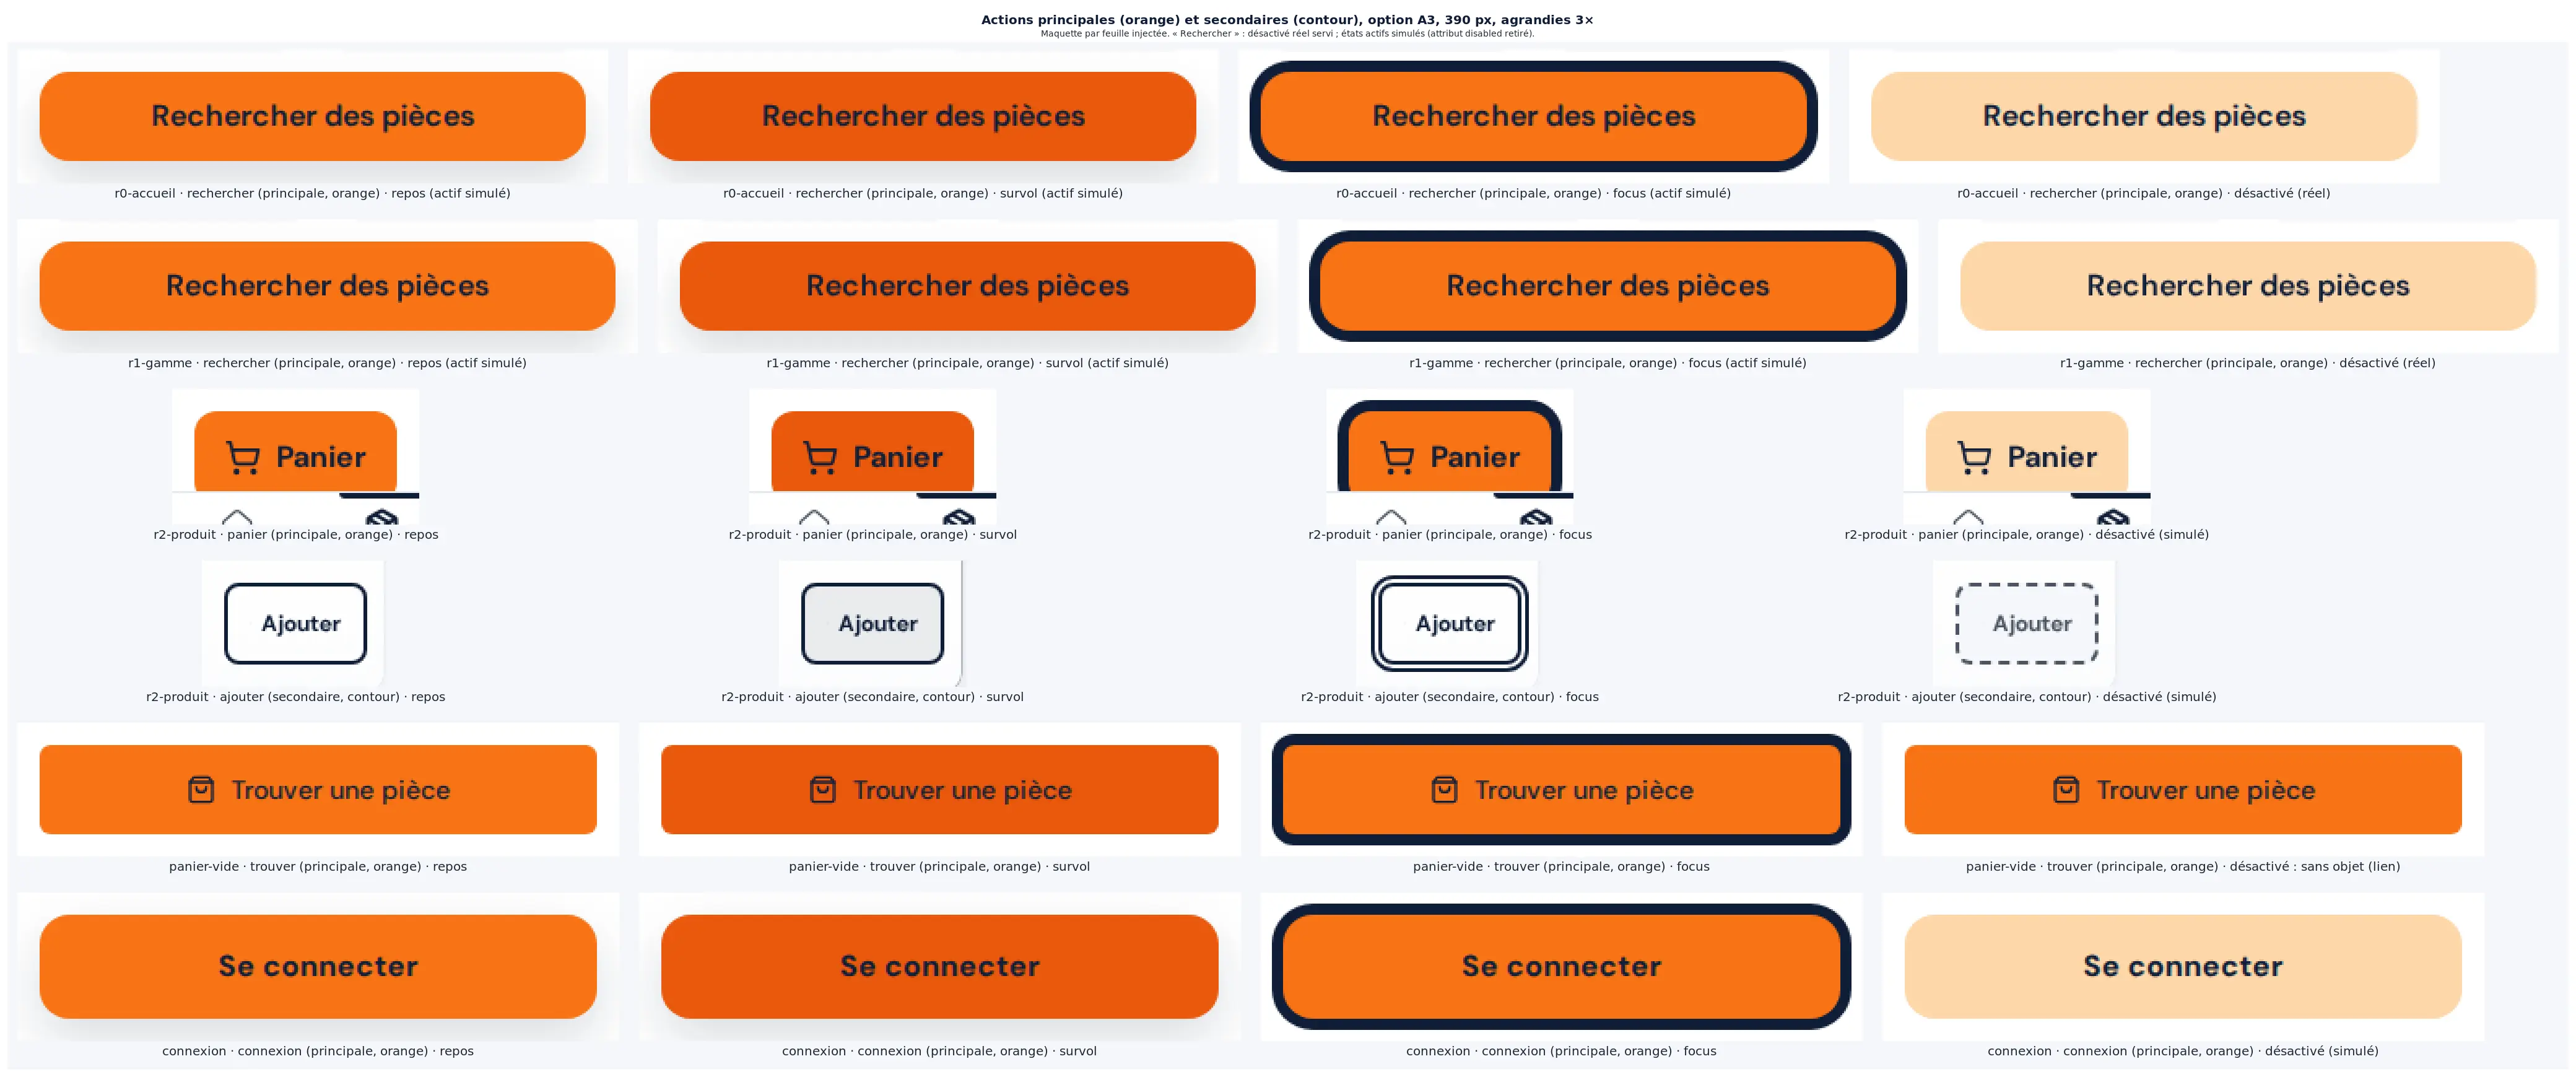 Actions principales (orange) et secondaires (contour), option A3, 390 px, agrandies 3×
Maquette par feuille injectée. « Rechercher » : désactivé réel servi ; états actifs simulés (attribut disabled retiré).
Rechercher des pièces
Rechercher des pièces
Rechercher des pièces
Rechercher des pièces
r0-accueil · rechercher (principale, orange) · repos (actif simulé)
r0-accueil · rechercher (principale, orange) · survol (actif simulé)
r0-accueil · rechercher (principale, orange) · focus (actif simulé)
r0-accueil · rechercher (principale, orange) · désactivé (réel)
Rechercher des pièces
Rechercher des pièces
Rechercher des pièces
Rechercher des pièces
r1-gamme · rechercher (principale, orange) · repos (actif simulé)
r1-gamme · rechercher (principale, orange) · survol (actif simulé)
r1-gamme · rechercher (principale, orange) · focus (actif simulé)
r1-gamme · rechercher (principale, orange) · désactivé (réel)
Panier
Panier
Panier
Panier
r2-produit · panier (principale, orange) · repos
r2-produit · panier (principale, orange) · survol
r2-produit · panier (principale, orange) · focus
r2-produit · panier (principale, orange) · désactivé (simulé)
Ajouter
Ajouter
Ajouter
Ajouter
r2-produit · ajouter (secondaire, contour) · repos
r2-produit · ajouter (secondaire, contour) · survol
r2-produit · ajouter (secondaire, contour) · focus
r2-produit · ajouter (secondaire, contour) · désactivé (simulé)
Trouver une pièce
Trouver une pièce
Trouver une pièce
Trouver une pièce
panier-vide · trouver (principale, orange) · repos
panier-vide · trouver (principale, orange) · survol
panier-vide · trouver (principale, orange) · focus
panier-vide · trouver (principale, orange) · désactivé : sans objet (lien)
Se connecter
Se connecter
Se connecter
Se connecter
connexion · connexion (principale, orange) · repos
connexion · connexion (principale, orange) · survol
connexion · connexion (principale, orange) · focus
connexion · connexion (principale, orange) · désactivé (simulé)